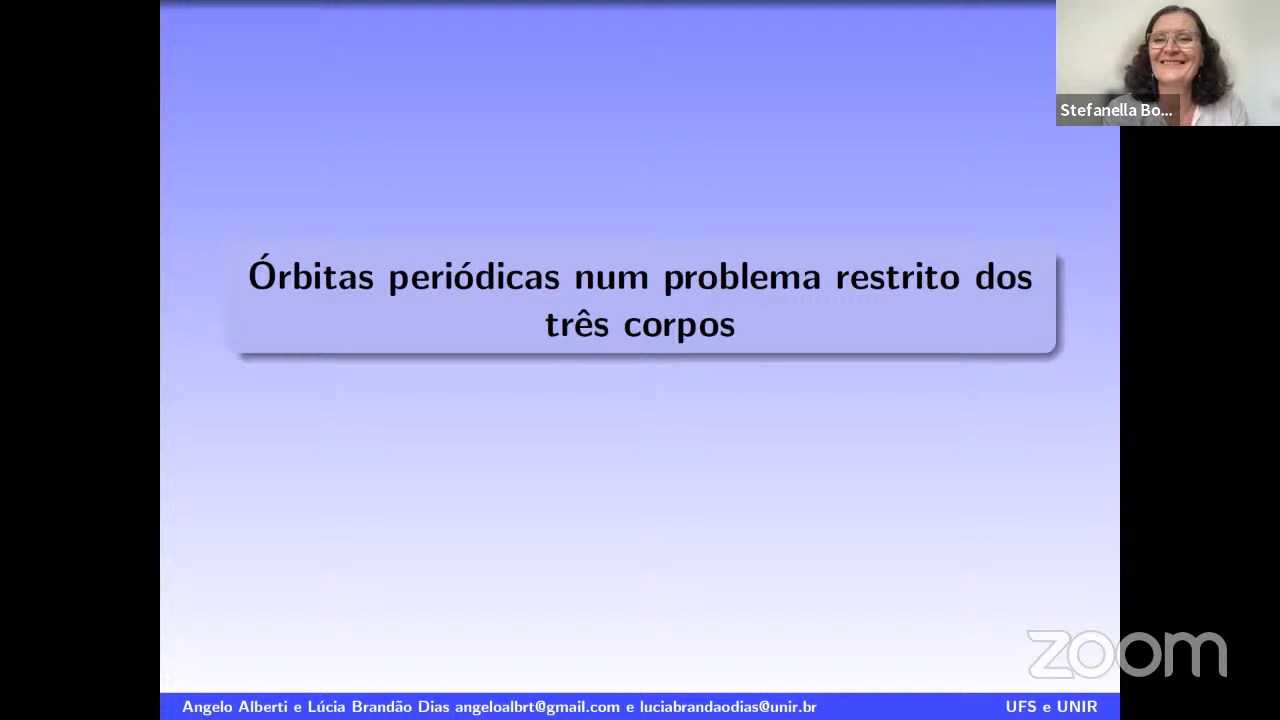 Stefanella Bo...
Órbitas periódicas num problema restrito dos
três corpos
zoom
Angelo Alberti e Lúcia Brandão Dias angeloalbrt@gmail.com e luciabrandaodias@unir.br UFS e UNIR